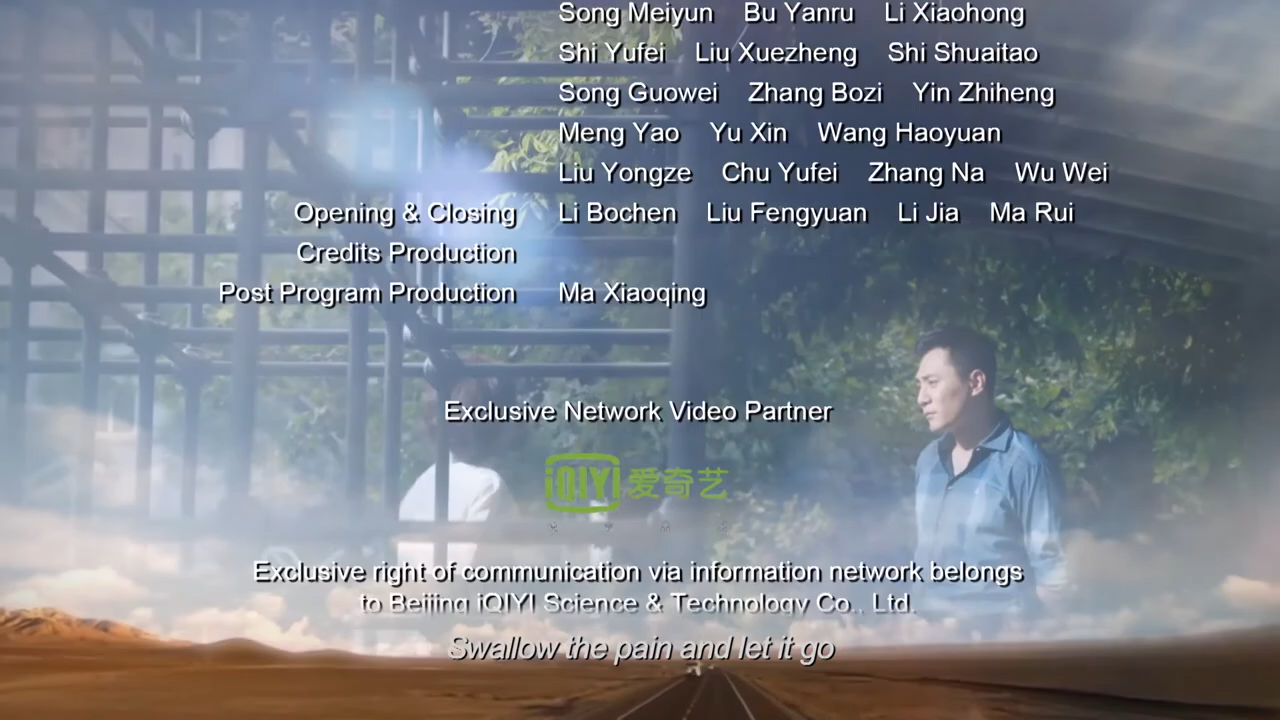 Song Meiyun Bu Yanru Li Xiaohong
Shi Yufei Liu Xuezheng Shi Shuaitao
Song Guowei Zhang Bozi Yin Zhiheng
Meng Yao Yu Xin Wang Haoyuan
Liu Yongze Chu Yufei Zhang Na Wu Wei
Opening & Closing Li Bochen Liu Fengyuan Li Jia Ma Rui
Credits Production
Post Program Production Ma Xiaoqing
Exclusive Network Video Partner
iQIYI 爱奇艺
Exclusive right of communication via information network belongs
to Beijing iQIYI Science & Technology Co., Ltd.
Swallow the pain and let it go